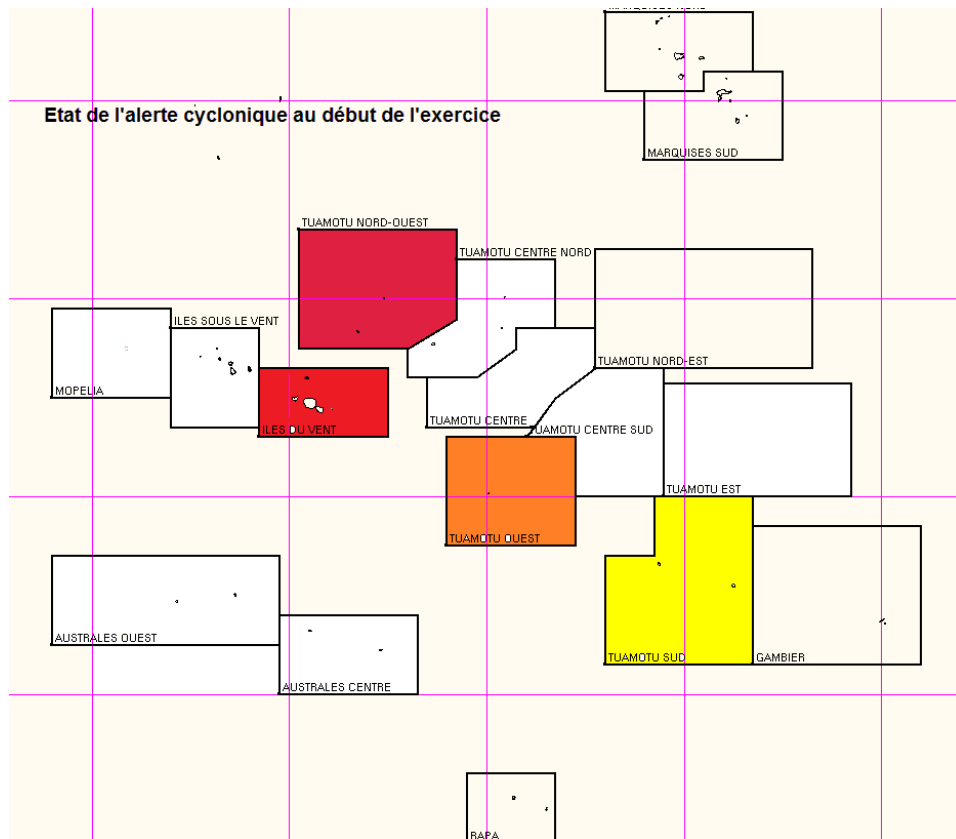 MARQUISES NORD
Etat de l'alerte cyclonique au début de l'exercice
MARQUISES SUD
TUAMOTU NORD-OUEST
TUAMOTU CENTRE NORD
ILES SOUS LE VENT
TUAMOTU NORD-EST
MOPELIA
TUAMOTU CENTRE
ILES DU VENT
TUAMOTU CENTRE SUD
TUAMOTU EST
TUAMOTU OUEST
AUSTRALES OUEST
TUAMOTU SUD
GAMBIER
AUSTRALES CENTRE
RAPA